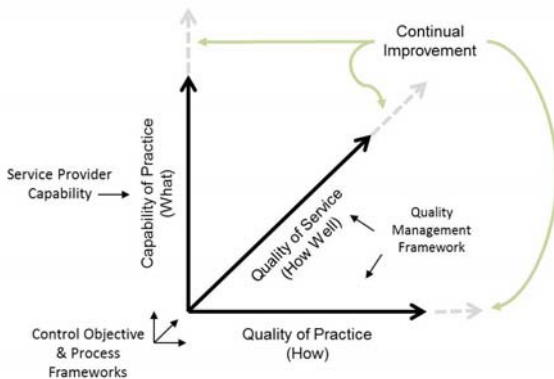 Continual
Improvement
Service Provider
Capability
Capability of Practice
(What)
Quality of Service
(How Well)
Quality
Management
Framework
Control Objective
& Process
Frameworks
Quality of Practice
(How)